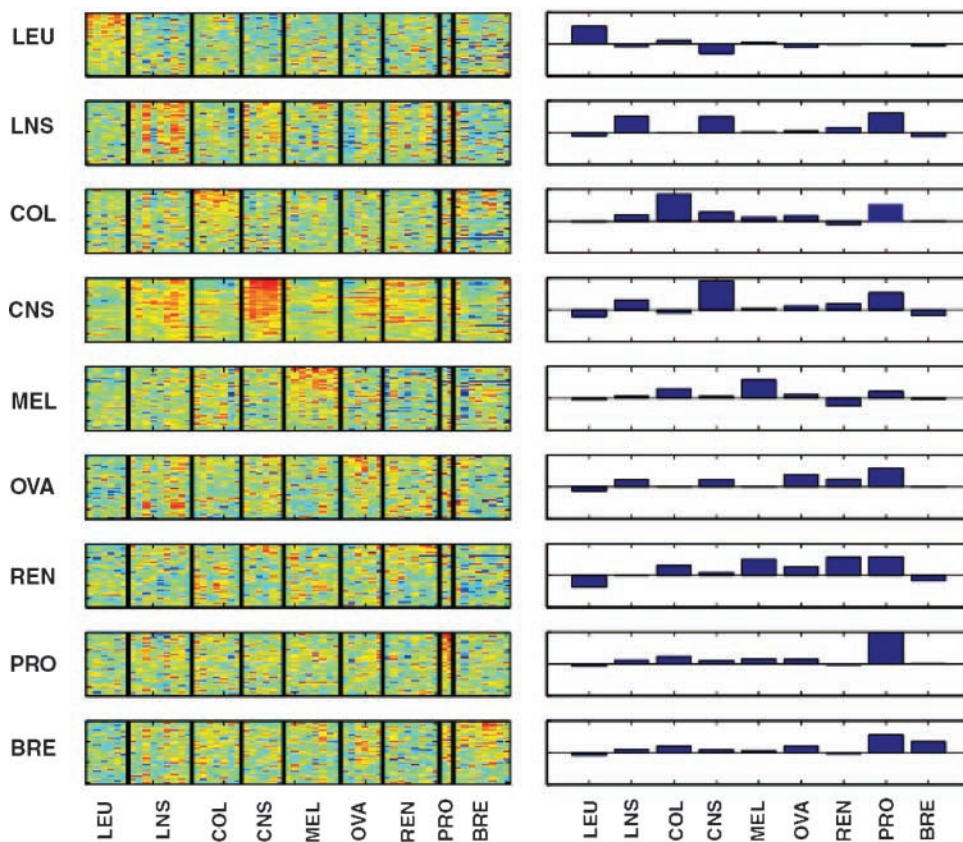 LEU
LNS
COL
CNS
MEL
OVA
REN
PRO
BRE
LEU LNS COL CNS MEL OVA REN PRO BRE LEU LNS COL CNS MEL OVA REN PRO BRE